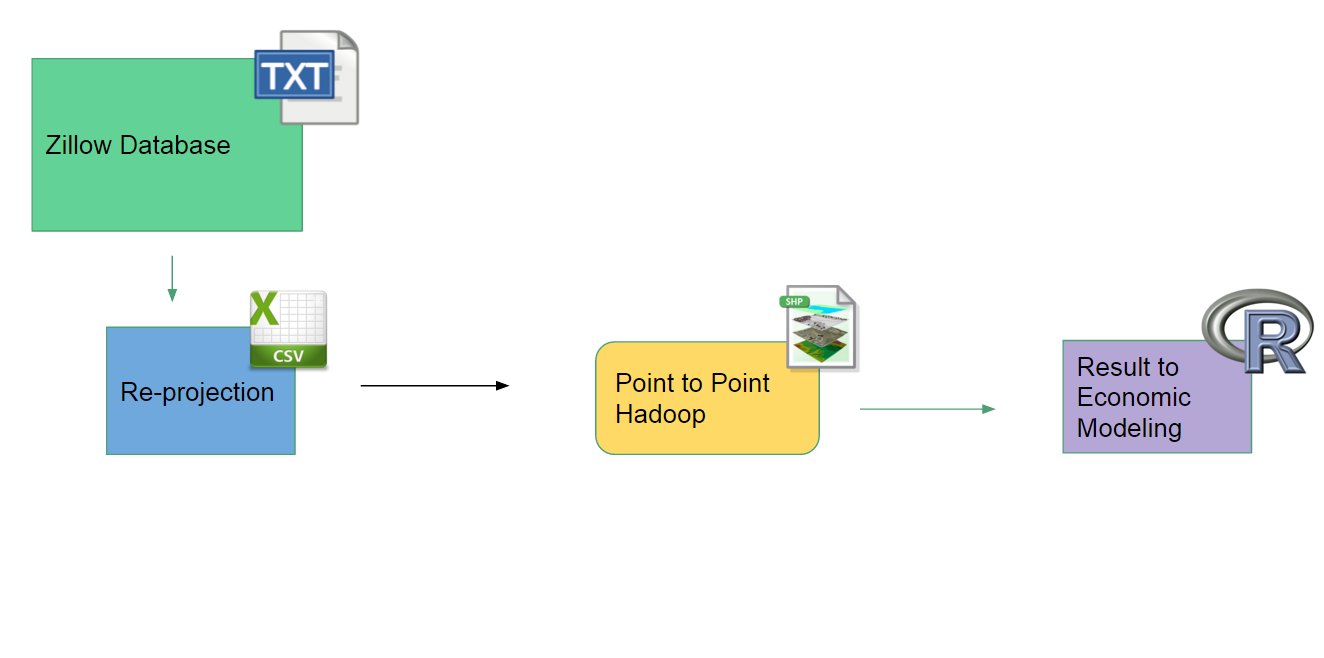 TXT
Zillow Database
X
CSV
Re-projection
SHP
Point to Point
Hadoop
R
Result to
Economic
Modeling